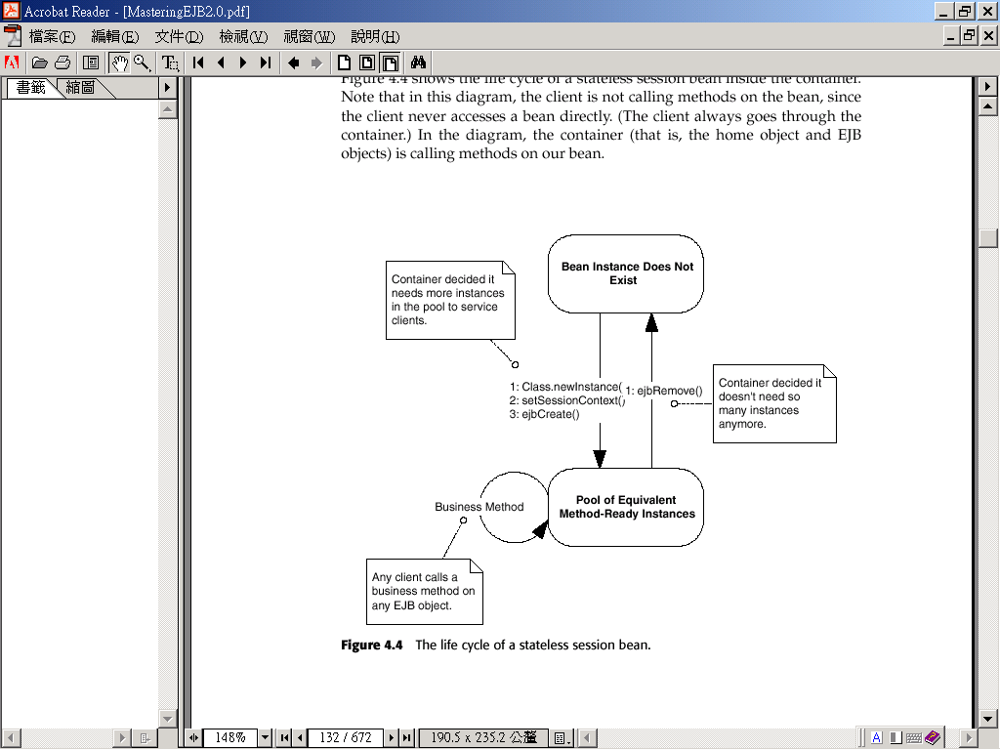 Acrobat Reader - [MasteringEJB2.0.pdf]
檔案(F) 編輯(E) 文件(D) 檢視(V) 視窗(W) 說明(H)
書籤 縮圖
Figure 4.4 shows the life cycle of a stateless session bean inside the container.
Note that in this diagram, the client is not calling methods on the bean, since
the client never accesses a bean directly. (The client always goes through the
container.) In the diagram, the container (that is, the home object and EJB
objects) is calling methods on our bean.
Bean Instance Does Not
Exist
Container decided it
needs more instances
in the pool to service
clients.
1: Class.newInstance(
2: setSessionContext()
3: ejbCreate()
1: ejbRemove()
Container decided it
doesn't need so
many instances
anymore.
Pool of Equivalent
Method-Ready Instances
Business Method
Any client calls a
business method on
any EJB object.
Figure 4.4 The life cycle of a stateless session bean.
148% 132 / 672 190.5 x 235.2 公釐
A